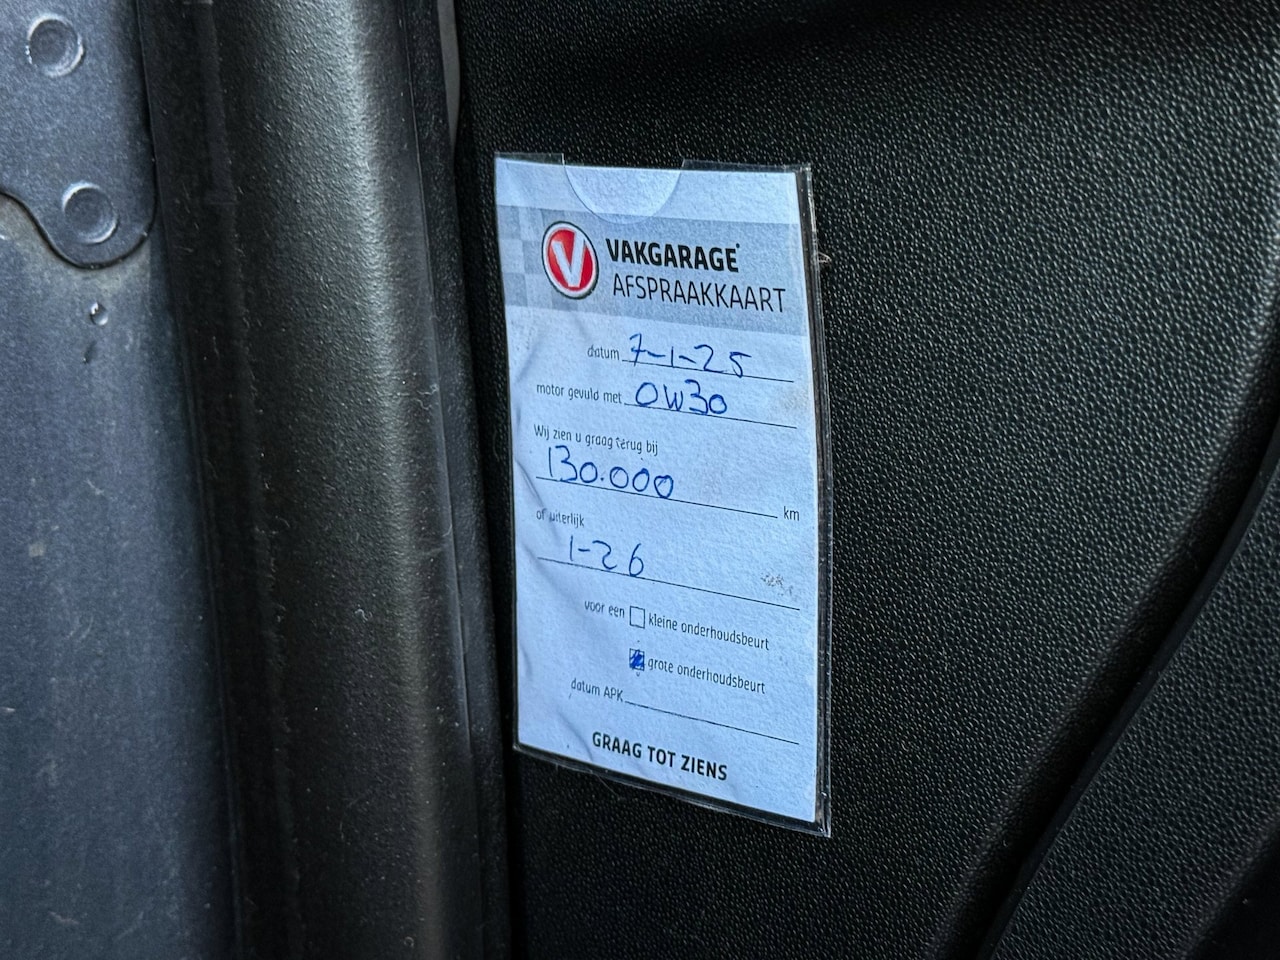 V VAKGARAGE®
AFSPRAAKKAART
datum 7-1-25
motor gevuld met 0W30
Wij zien u graag terug bij
130.000 km
of uiterlijk
1-26
voor een kleine onderhoudsbeurt
grote onderhoudsbeurt
datum APK
GRAAG TOT ZIENS